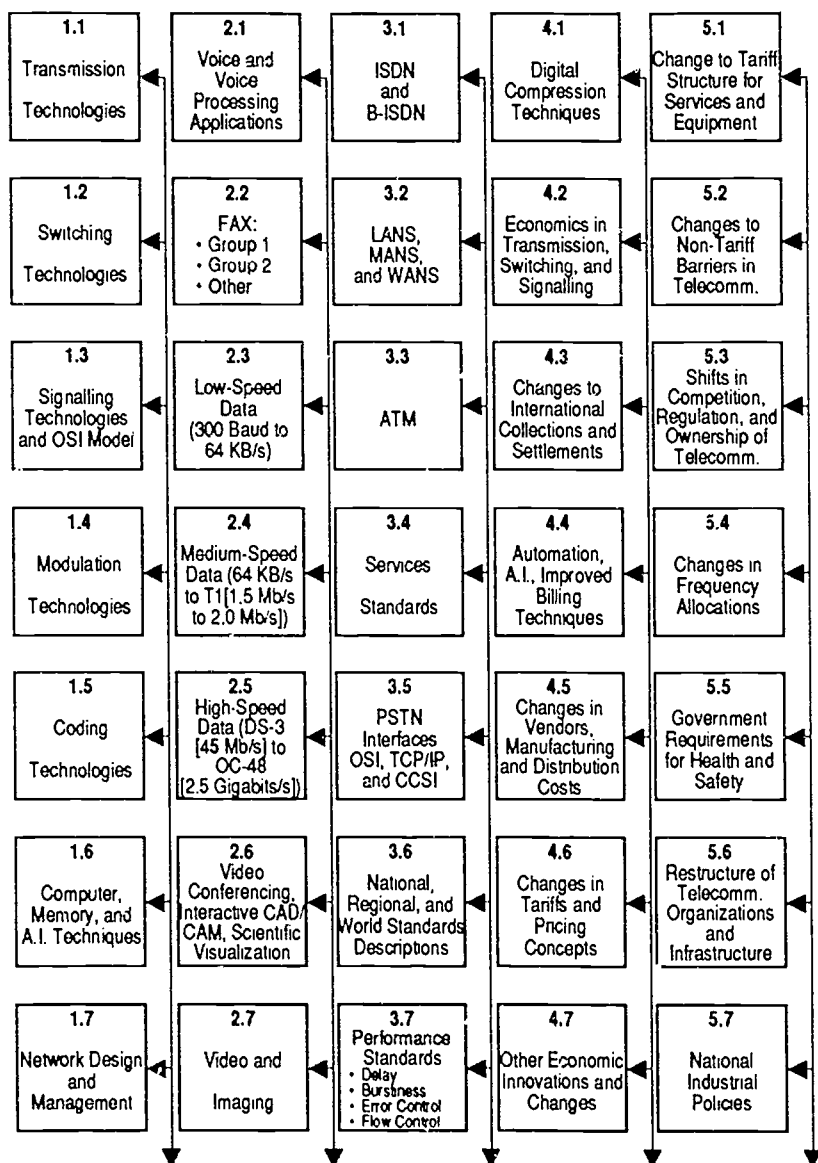 1.1
Transmission
Technologies
2.1
Voice and
Voice
Processing
Applications
3.1
ISDN
and
B-ISDN
4.1
Digital
Compression
Techniques
5.1
Change to Tariff
Structure for
Services and
Equipment
1.2
Switching
Technologies
2.2
FAX:
• Group 1
• Group 2
• Other
3.2
LANS,
MANS,
and WANS
4.2
Economics in
Transmission,
Switching, and
Signalling
5.2
Changes to
Non-Tariff
Barriers in
Telecomm.
1.3
Signalling
Technologies
and OSI Model
2.3
Low-Speed
Data
(300 Baud to
64 KB/s)
3.3
ATM
4.3
Changes to
International
Collections and
Settlements
5.3
Shifts in
Competition,
Regulation, and
Ownership of
Telecomm.
1.4
Modulation
Technologies
2.4
Medium-Speed
Data (64 KB/s
to T1[1.5 Mb/s
to 2.0 Mb/s])
3.4
Services
Standards
4.4
Automation,
A.I., Improved
Billing
Techniques
5.4
Changes in
Frequency
Allocations
1.5
Coding
Technologies
2.5
High-Speed
Data (DS-3
[45 Mb/s] to
OC-48
[2.5 Gigabits/s])
3.5
PSTN
Interfaces
OSI, TCP/IP,
and CCSI
4.5
Changes in
Vendors,
Manufacturing
and Distribution
Costs
5.5
Government
Requirements
for Health and
Safety
1.6
Computer,
Memory, and
A.I. Techniques
2.6
Video
Conferencing,
Interactive CAD/
CAM, Scientific
Visualization
3.6
National,
Regional, and
World Standards
Descriptions
4.6
Changes in
Tariffs and
Pricing
Concepts
5.6
Restructure of
Telecomm.
Organizations
and
Infrastructure
1.7
Network Design
and
Management
2.7
Video and
Imaging
3.7
Performance
Standards
• Delay
• Burstiness
• Error Control
• Flow Control
4.7
Other Economic
Innovations and
Changes
5.7
National
Industrial
Policies